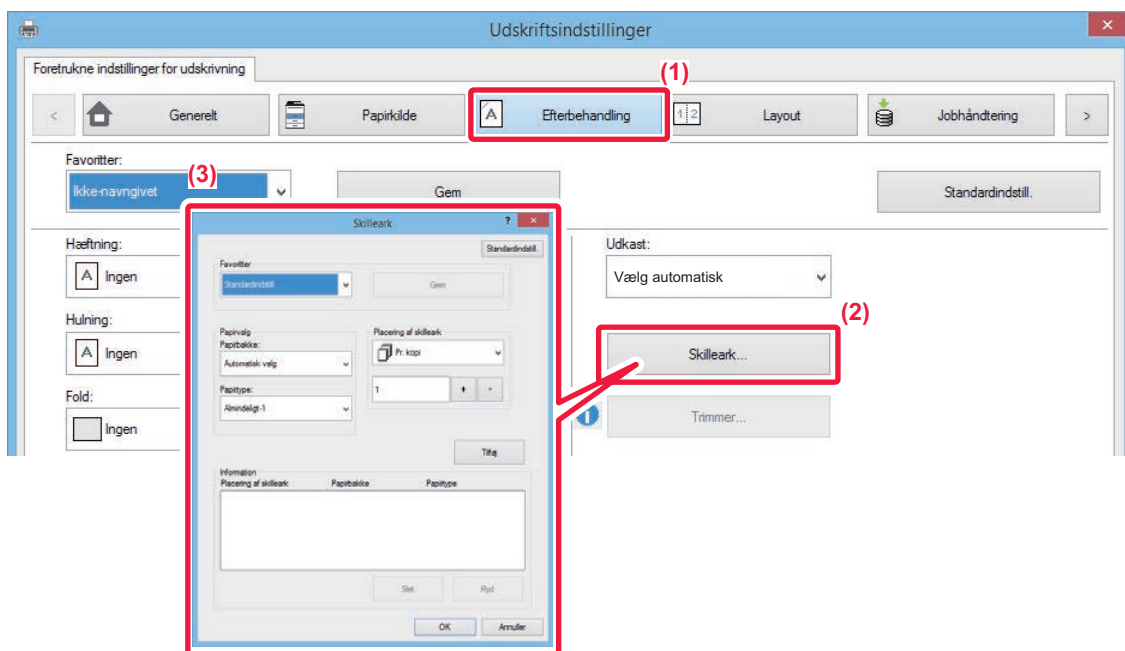 Udskriftsindstillinger
Foretrukne indstillinger for udskrivning
(1)
< Generelt Papirkilde A Efterbehandling 1 2 Layout Jobhåndtering >
Favoritter:
(3)
Ikke-navngivet Gem Standardindstill.
Skilleark ? ×
Standardindstill.
Favoritter
Standardindstill Gem
Papirvalg
Papirbakke:
Automatisk valg
Papirtype:
Almindeligt-1
Placering af skilleark
Pr. kopi
1 + -
Tilføj
Information
Placering af skilleark Papirbakke Papirtype
Slet Ryd
OK Annuller
Hæftning:
A Ingen
Hulning:
A Ingen
Fold:
Ingen
Udkast:
Vælg automatisk
(2)
Skilleark...
i Trimmer...